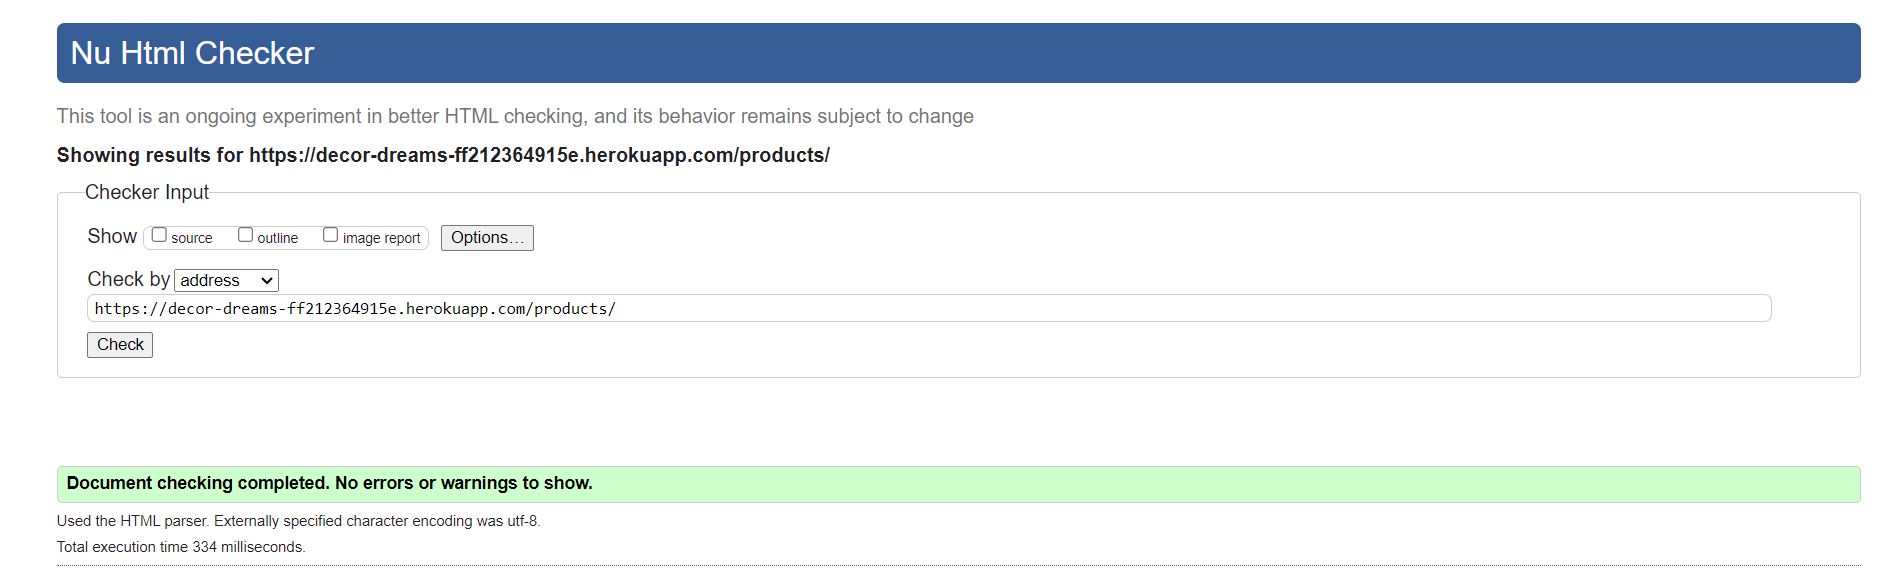 Nu Html Checker
This tool is an ongoing experiment in better HTML checking, and its behavior remains subject to change
Showing results for https://decor-dreams-ff212364915e.herokuapp.com/products/
Checker Input
Show source outline image report Options...
Check by address
https://decor-dreams-ff212364915e.herokuapp.com/products/
Check
Document checking completed. No errors or warnings to show.
Used the HTML parser. Externally specified character encoding was utf-8.
Total execution time 334 milliseconds.